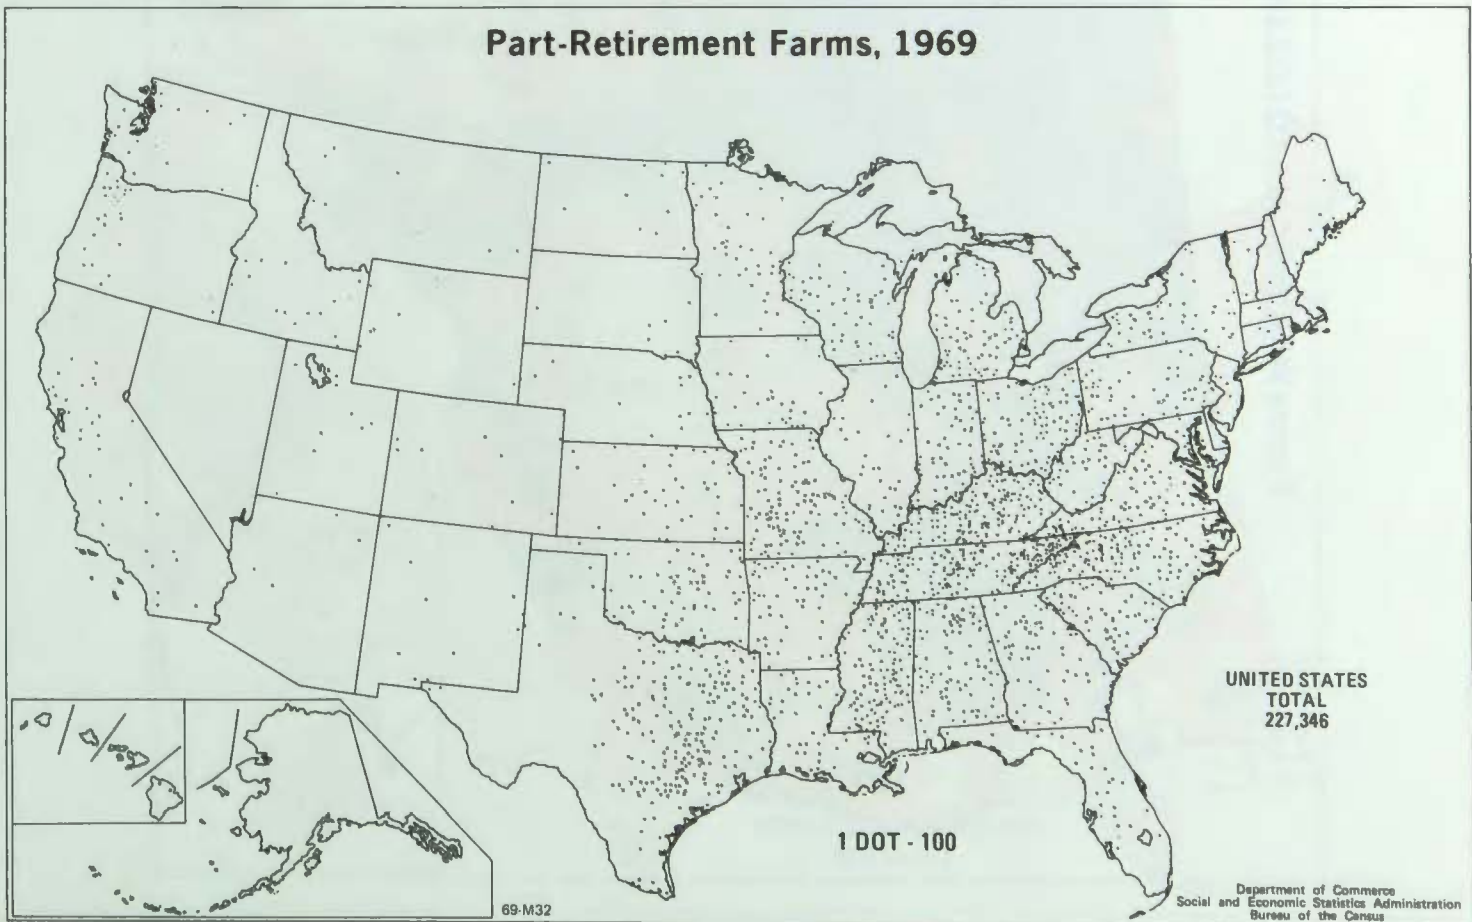 Part-Retirement Farms, 1969
UNITED STATES
TOTAL
227,346
1 DOT - 100
69-M32
Department of Commerce
Social and Economic Statistics Administration
Bureau of the Census